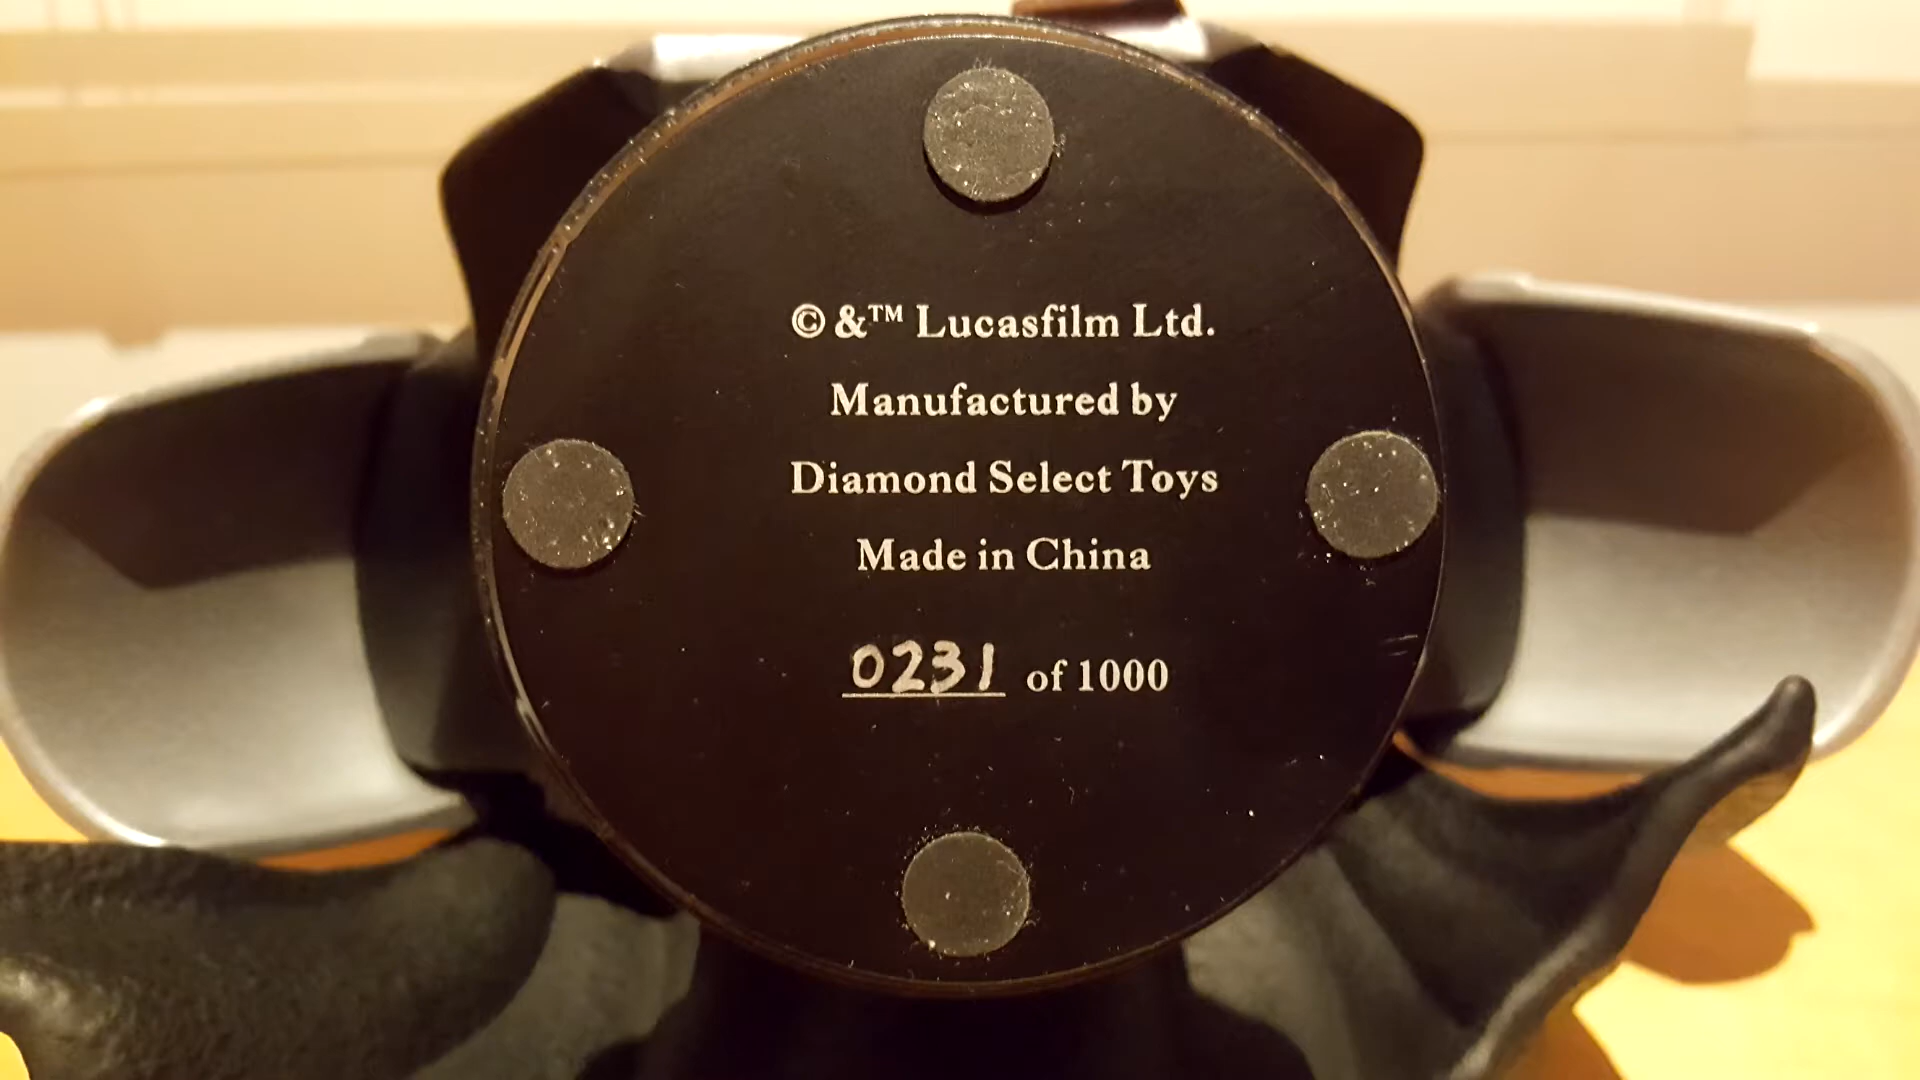 © &™ Lucasfilm Ltd.
Manufactured by
Diamond Select Toys
Made in China
0231 of 1000